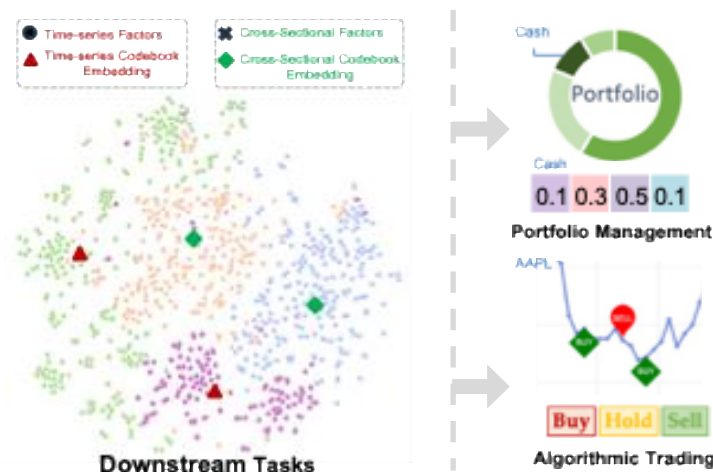 Time-series Factors
Time-series Codebook
Embedding
Cross-Sectional Factors
Cross-Sectional Codebook
Embedding
Downstream Tasks
Cash
Portfolio
Cash
0.1 0.3 0.5 0.1
Portfolio Management
AAPL
BUY
SELL
BUY
Buy Hold Sell
Algorithmic Trading